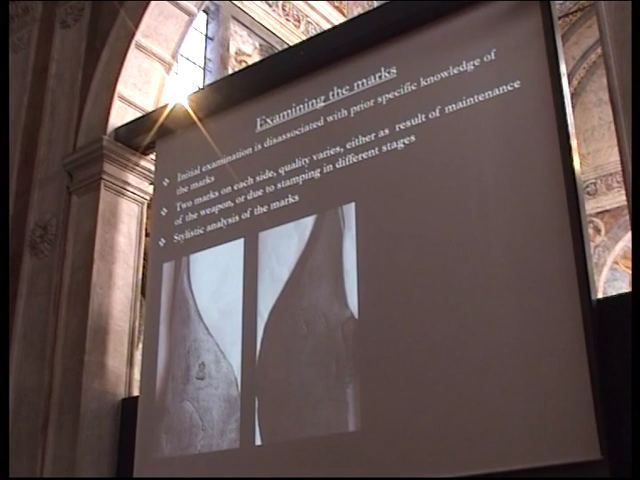 Examining the marks
Initial examination is disassociated with prior specific knowledge of
the marks
Two marks on each side, quality varies, either as result of maintenance
of the weapon, or due to stamping in different stages
Stylistic analysis of the marks